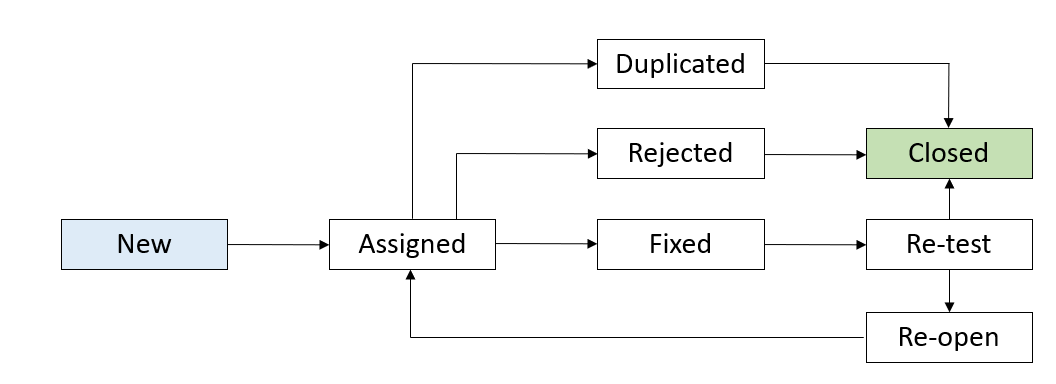 Duplicated
Rejected
Closed
New
Assigned
Fixed
Re-test
Re-open